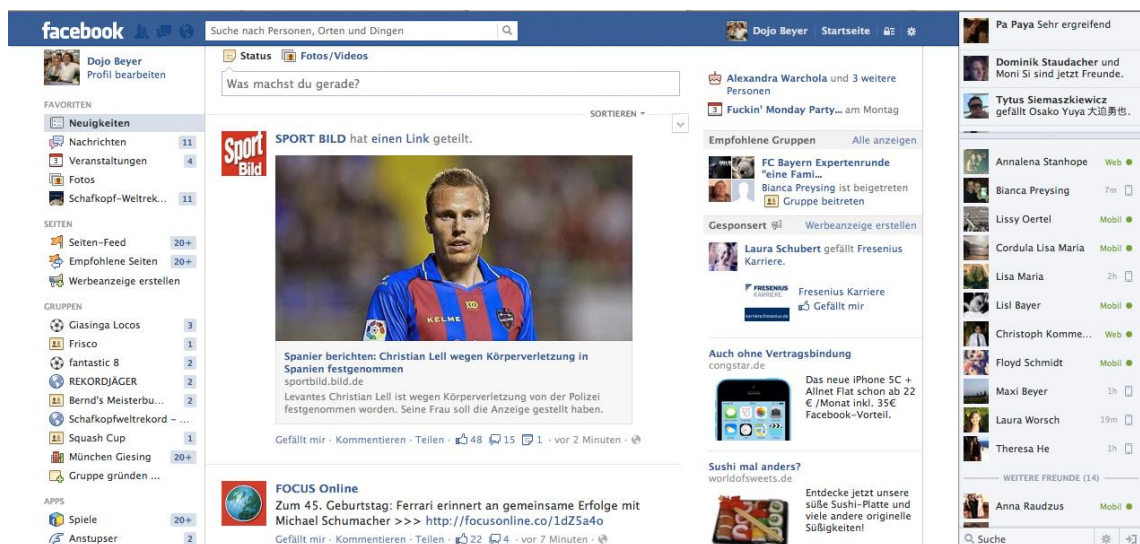 facebook
Suche nach Personen, Orten und Dingen
Dojo Beyer
Startseite
Dojo Beyer
Profil bearbeiten
FAVORITEN
Neuigkeiten
Nachrichten 11
3 Veranstaltungen 4
Fotos
Schafkopf-Weltrek... 11
SEITEN
Seiten-Feed 20+
Empfohlene Seiten 20+
Werbeanzeige erstellen
GRUPPEN
Giasinga Locos 3
Frisco 1
fantastic 8 2
REKORDJÄGER 2
Bernd's Meisterbu... 2
Schafkopfweltrekord - ...
Squash Cup 1
München Giesing 20+
Gruppe gründen ...
APPS
Spiele 20+
Anstupser 2
Status Fotos/Videos
Was machst du gerade?
SORTIEREN
Sport
Bild
SPORT BILD hat einen Link geteilt.
KELME
Spanier berichten: Christian Lell wegen Körperverletzung in
Spanien festgenommen
sportbild.bild.de
Levantes Christian Lell ist wegen Körperverletzung von der Polizei
festgenommen worden. Seine Frau soll die Anzeige gestellt haben.
Gefällt mir · Kommentieren · Teilen · 48 15 1 · vor 2 Minuten ·
FOCUS Online
Zum 45. Geburtstag: Ferrari erinnert an gemeinsame Erfolge mit
Michael Schumacher >>> http://focusonline.co/1dZ5a4o
Gefällt mir · Kommentieren · Teilen · 22 4 · vor 7 Minuten ·
Alexandra Warchola und 3 weitere
Personen
3 Fuckin' Monday Party... am Montag
Empfohlene Gruppen Alle anzeigen
FC Bayern Expertenrunde
"eine Fami...
Bianca Preysing ist beigetreten
Gruppe beitreten
Gesponsert Werbeanzeige erstellen
Laura Schubert gefällt Fresenius
Karriere.
FRESENIUS
KARRIERE
karriere.fresenius.de
Fresenius Karriere
Gefällt mir
Auch ohne Vertragsbindung
congstar.de
Das neue iPhone 5C +
Allnet Flat schon ab 22
€ /Monat inkl. 35€
Facebook-Vorteil.
Sushi mal anders?
worldofsweets.de
Entdecke jetzt unsere
süße Sushi-Platte und
viele andere originelle
Süßigkeiten!
Pa Paya Sehr ergreifend
Dominik Staudacher und
Moni Si sind jetzt Freunde.
Tytus Siemaszkiewicz
gefällt Osako Yuya 大迫勇也.
Annalena Stanhope Web
Bianca Preysing 7m
Lissy Oertel Mobil
Cordula Lisa Maria Mobil
Lisa Maria 2h
Lisl Bayer Mobil
Christoph Komme... Web
Floyd Schmidt Mobil
Maxi Beyer 1h
Laura Worsch 19m
Theresa He 1h
WEITERE FREUNDE (14)
Anna Raudzus Mobil
Suche